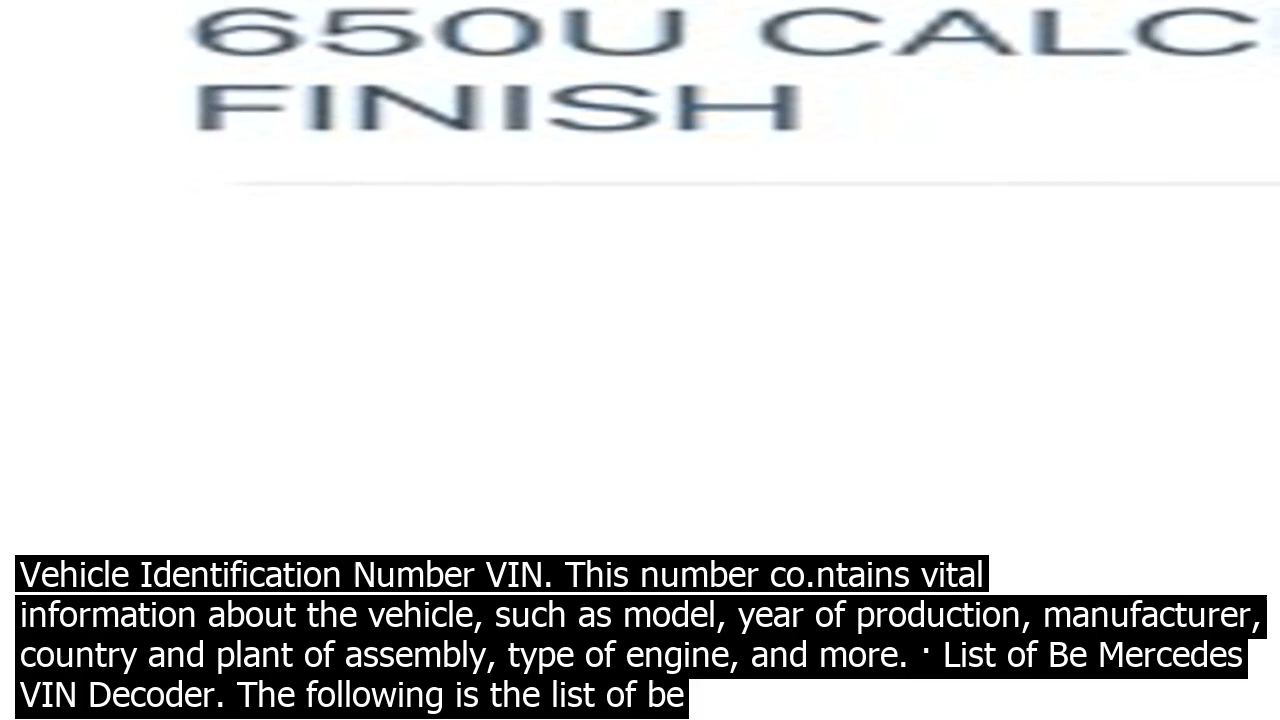 650U CALC
FINISH
Vehicle Identification Number VIN. This number co.ntains vital
information about the vehicle, such as model, year of production, manufacturer,
country and plant of assembly, type of engine, and more. · List of Be Mercedes
VIN Decoder. The following is the list of be